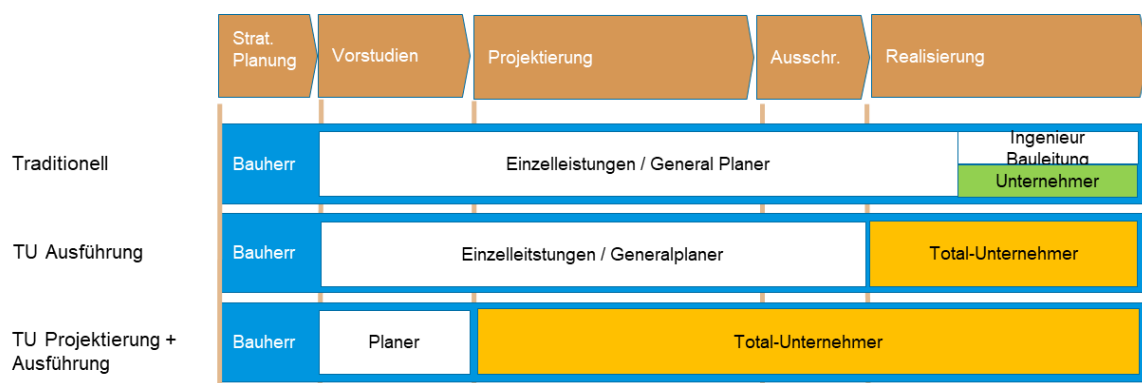 Strat.
Planung
Vorstudien
Projektierung
Ausschr.
Realisierung
Traditionell
Bauherr
Einzelleistungen / General Planer
Ingenieur
Bauleitung
Unternehmer
TU Ausführung
Bauherr
Einzelleitstungen / Generalplaner
Total-Unternehmer
TU Projektierung +
Ausführung
Bauherr
Planer
Total-Unternehmer